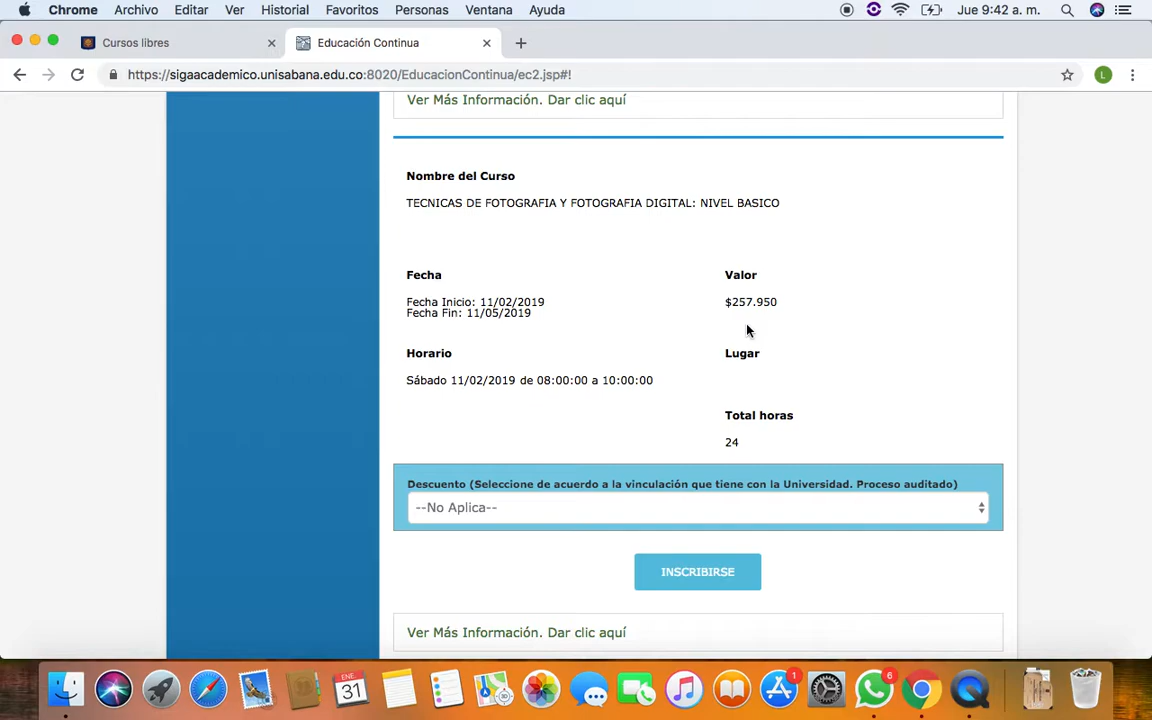 Chrome Archivo Editar Ver Historial Favoritos Personas Ventana Ayuda Jue 9:42 a. m.
Cursos libres
Educación Continua
https://sigaacademico.unisabana.edu.co:8020/EducacionContinua/ec2.jsp#!
L
Ver Más Información. Dar clic aquí
Nombre del Curso
TECNICAS DE FOTOGRAFIA Y FOTOGRAFIA DIGITAL: NIVEL BASICO
Fecha
Valor
Fecha Inicio: 11/02/2019
$257.950
Fecha Fin: 11/05/2019
Horario
Lugar
Sábado 11/02/2019 de 08:00:00 a 10:00:00
Total horas
24
Descuento (Seleccione de acuerdo a la vinculación que tiene con la Universidad. Proceso auditado)
--No Aplica--
INSCRIBIRSE
Ver Más Información. Dar clic aquí
ENE.
31
1
6